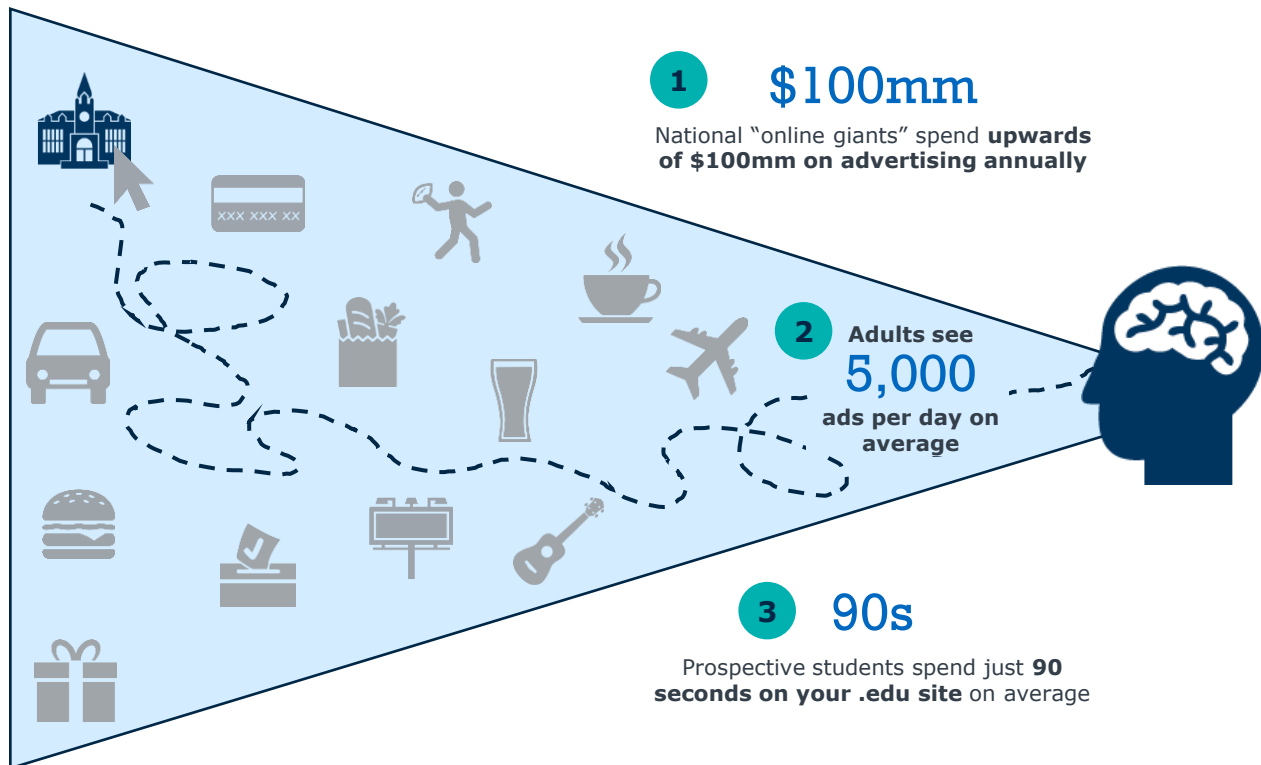 1
$100mm
National “online giants” spend upwards
of $100mm on advertising annually
xxx xxx xx
2
Adults see
5,000
ads per day on
average
3
90s
Prospective students spend just 90
seconds on your .edu site on average